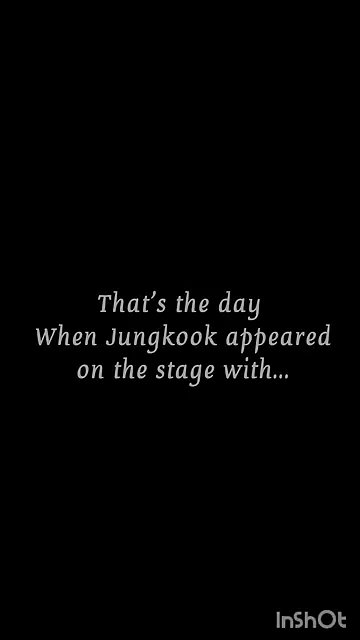 That's the day
When Jungkook appeared
on the stage with...
InShOt